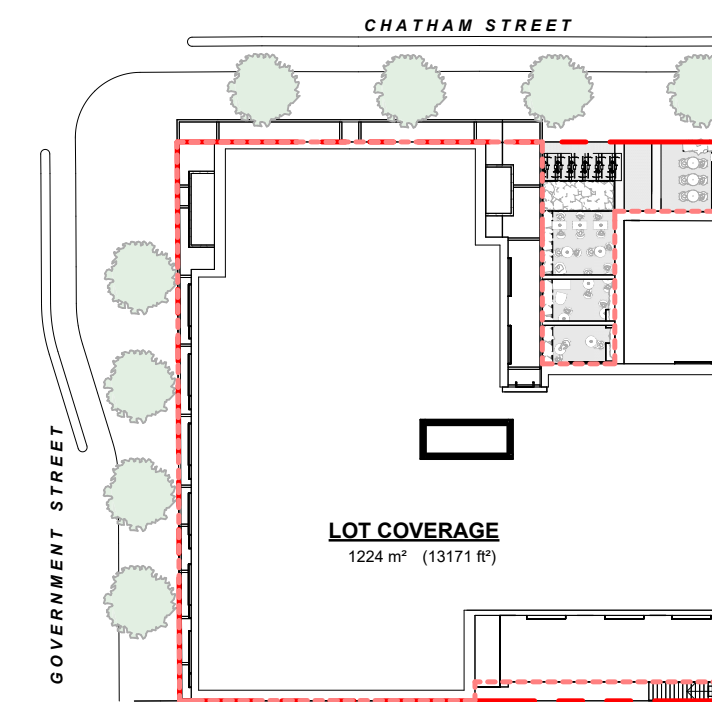 CHATHAM STREET
GOVERNMENT STREET
LOT COVERAGE
1224 m² (13171 ft²)